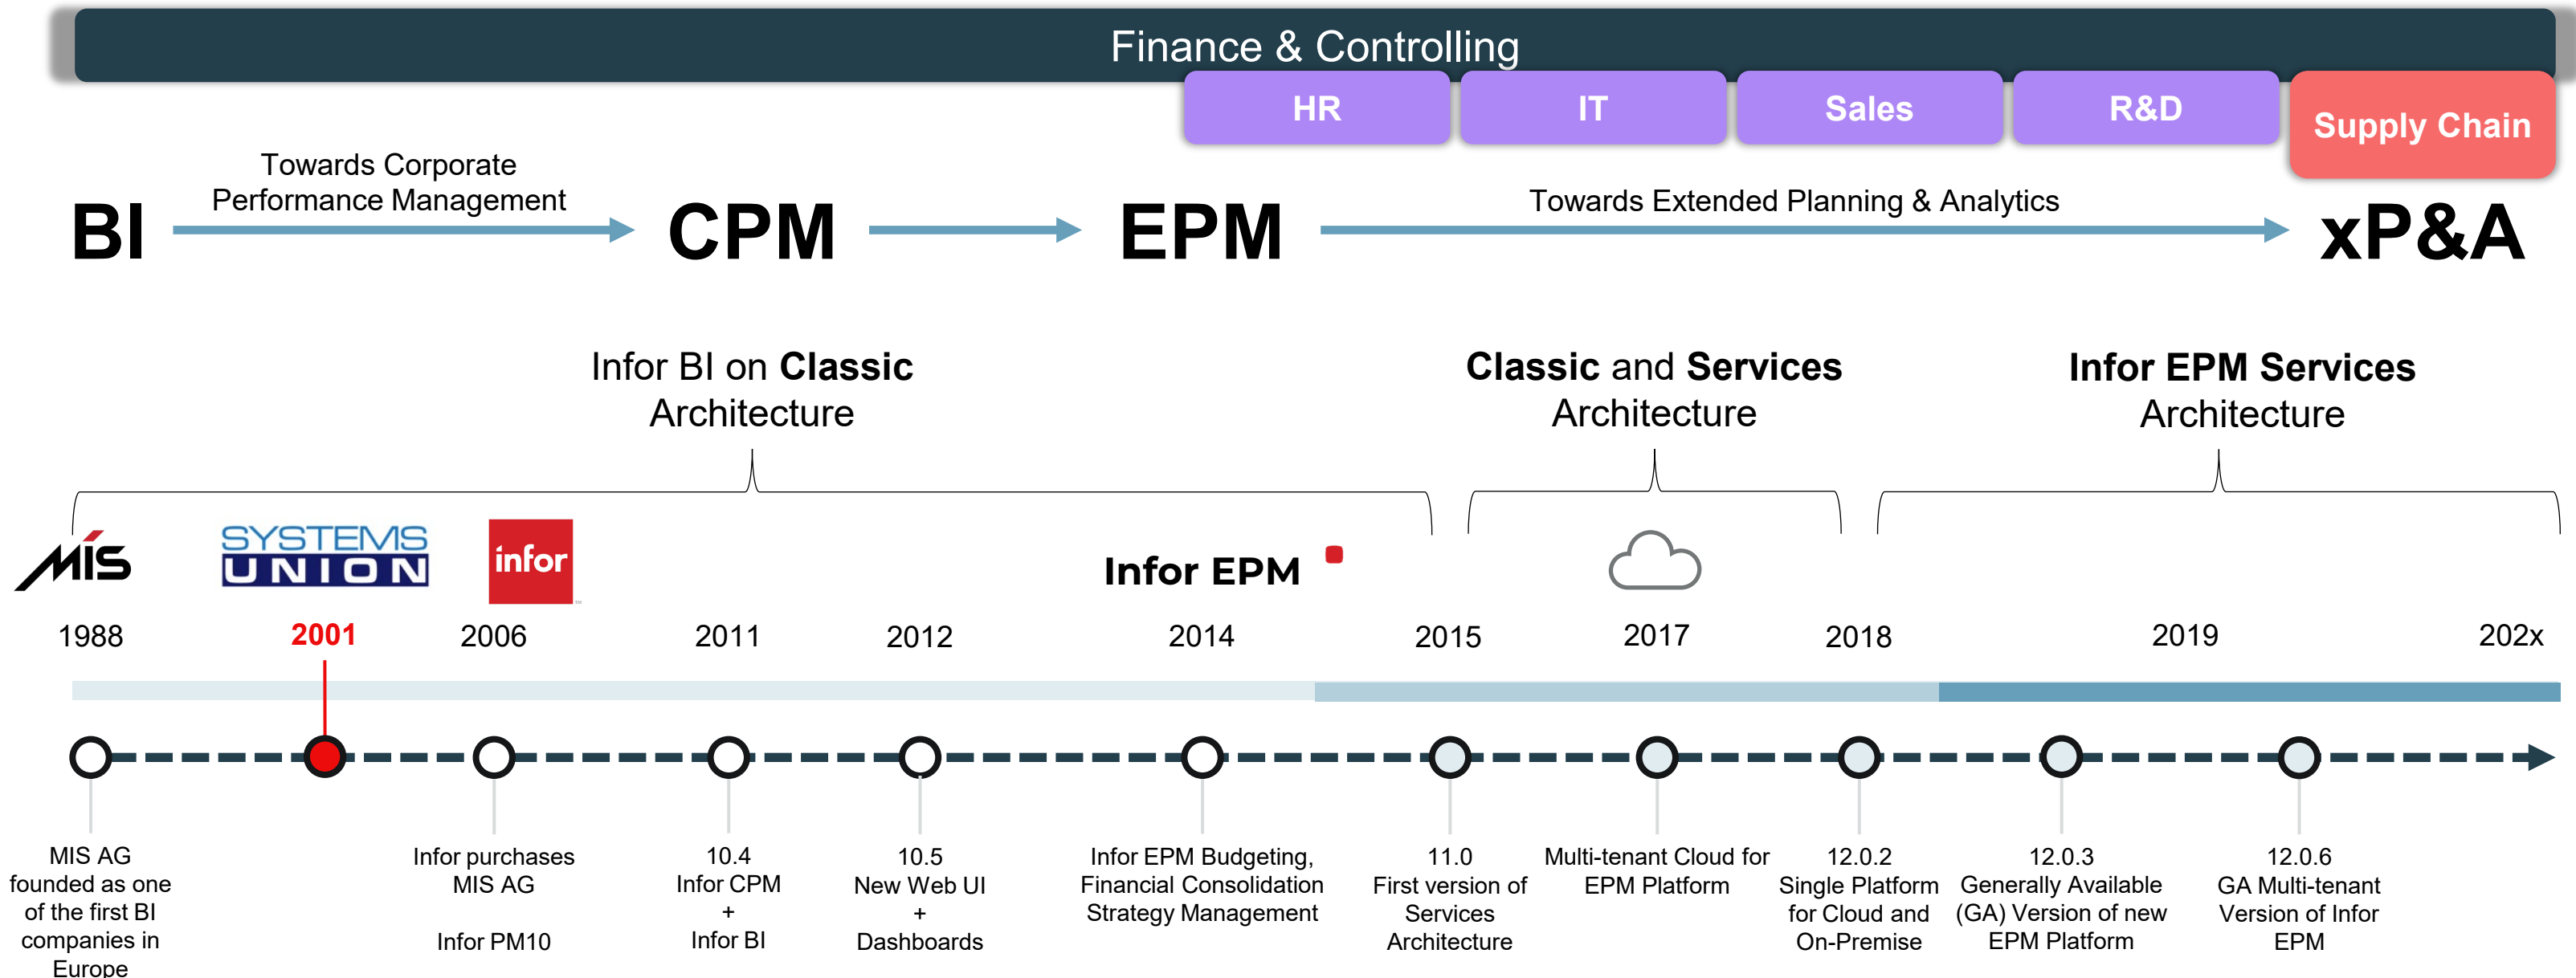 Finance & Controlling
HR
IT
Sales
R&D
Supply Chain
Towards Corporate
Performance Management
Towards Extended Planning & Analytics
BI
CPM
EPM
xP&A
Infor BI on Classic
Architecture
Classic and Services
Architecture
Infor EPM Services
Architecture
MIS
SYSTEMS
UNION
infor
SM
Infor EPM
1988
2001
2006
2011
2012
2014
2015
2017
2018
2019
202x
MIS AG
founded as one
of the first BI
companies in
Europe
Infor purchases
MIS AG
Infor PM10
10.4
Infor CPM
+
Infor BI
10.5
New Web UI
+
Dashboards
Infor EPM Budgeting,
Financial Consolidation
Strategy Management
11.0
First version of
Services
Architecture
Multi-tenant Cloud for
EPM Platform
12.0.2
Single Platform
for Cloud and
On-Premise
12.0.3
Generally Available
(GA) Version of new
EPM Platform
12.0.6
GA Multi-tenant
Version of Infor
EPM